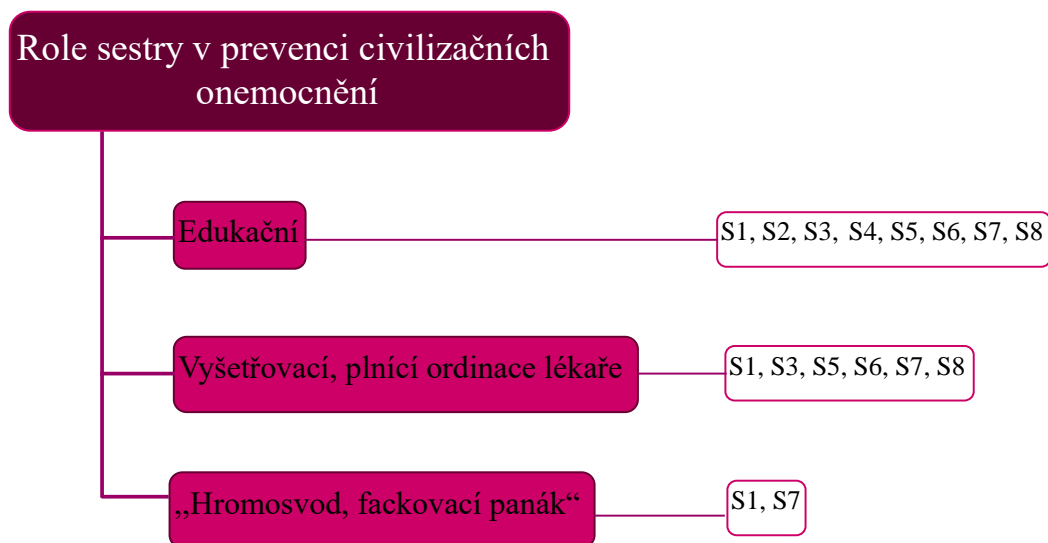 Role sestry v prevenci civilizačních
onemocnění
Edukační
S1, S2, S3, S4, S5, S6, S7, S8
Vyšetřovací, plnící ordinace lékaře
S1, S3, S5, S6, S7, S8
„Hromosvod, fackovací panák“
S1, S7